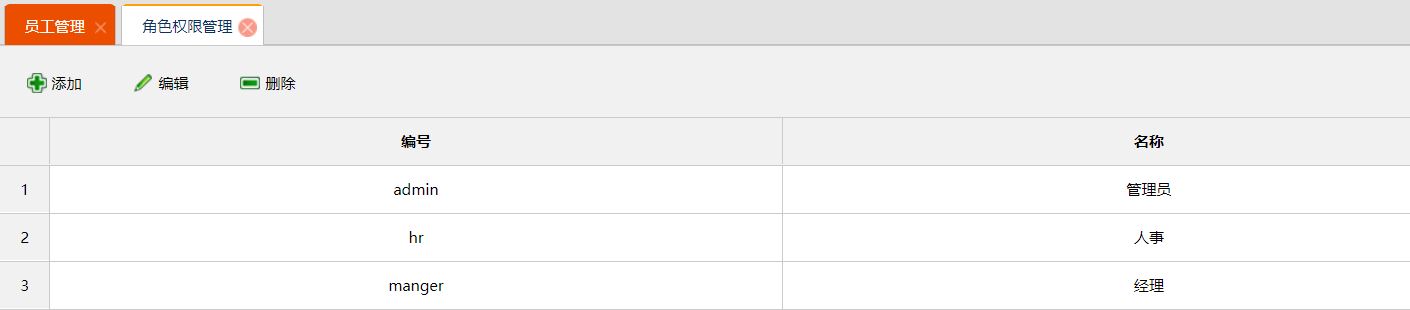 员工管理 角色权限管理
添加 编辑 删除
编号 名称
1 admin 管理员
2 hr 人事
3 manger 经理